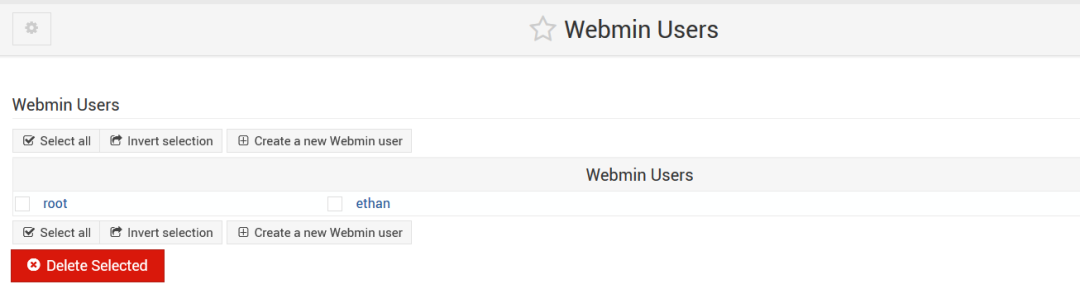 Webmin Users
Webmin Users
Select all Invert selection Create a new Webmin user
Webmin Users
root ethan
Select all Invert selection Create a new Webmin user
Delete Selected